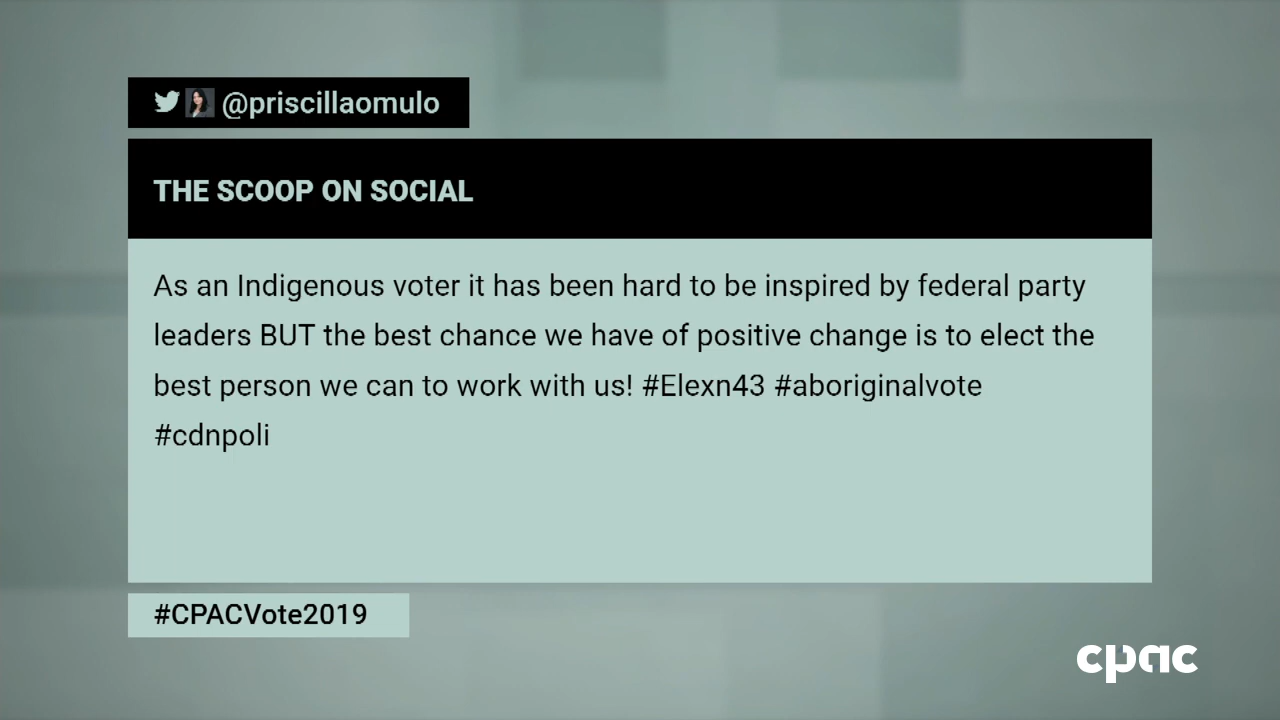 @priscillaomulo
THE SCOOP ON SOCIAL
As an Indigenous voter it has been hard to be inspired by federal party
leaders BUT the best chance we have of positive change is to elect the
best person we can to work with us! #Elexn43 #aboriginalvote
#cdnpoli
#CPACVote2019
cpac